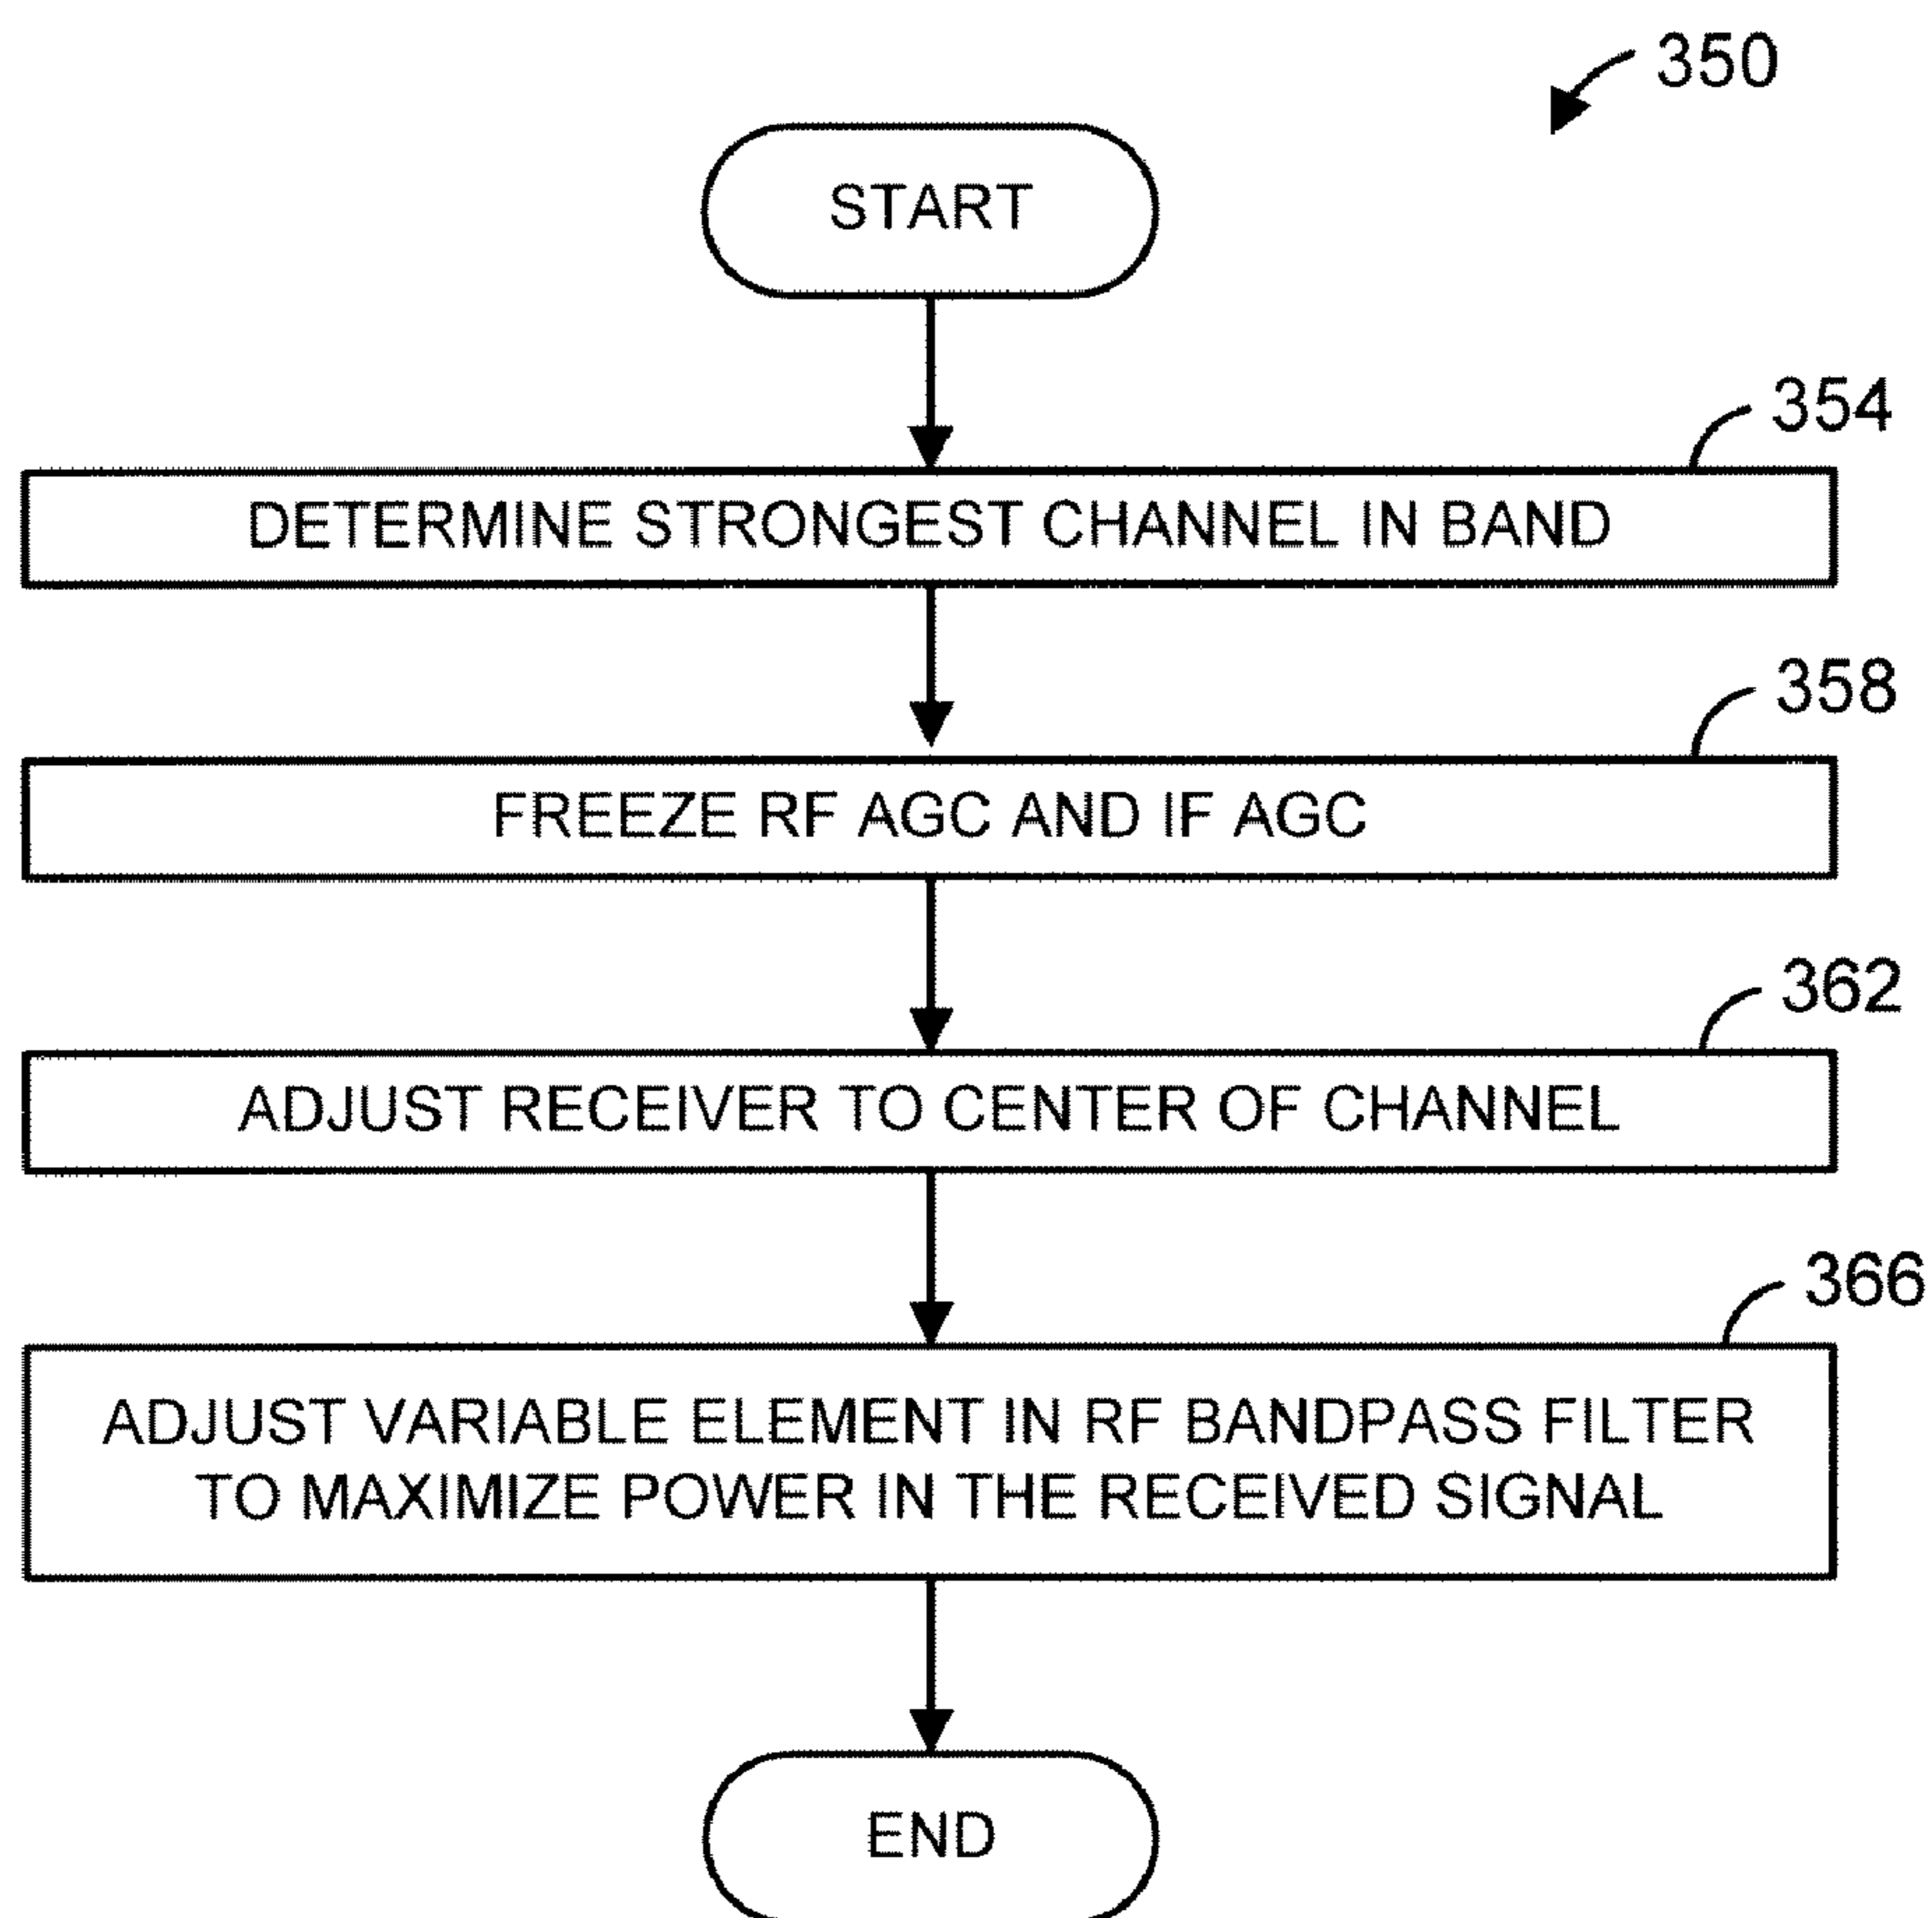 350
START
354
DETERMINE STRONGEST CHANNEL IN BAND
358
FREEZE RF AGC AND IF AGC
362
ADJUST RECEIVER TO CENTER OF CHANNEL
366
ADJUST VARIABLE ELEMENT IN RF BANDPASS FILTER
TO MAXIMIZE POWER IN THE RECEIVED SIGNAL
END